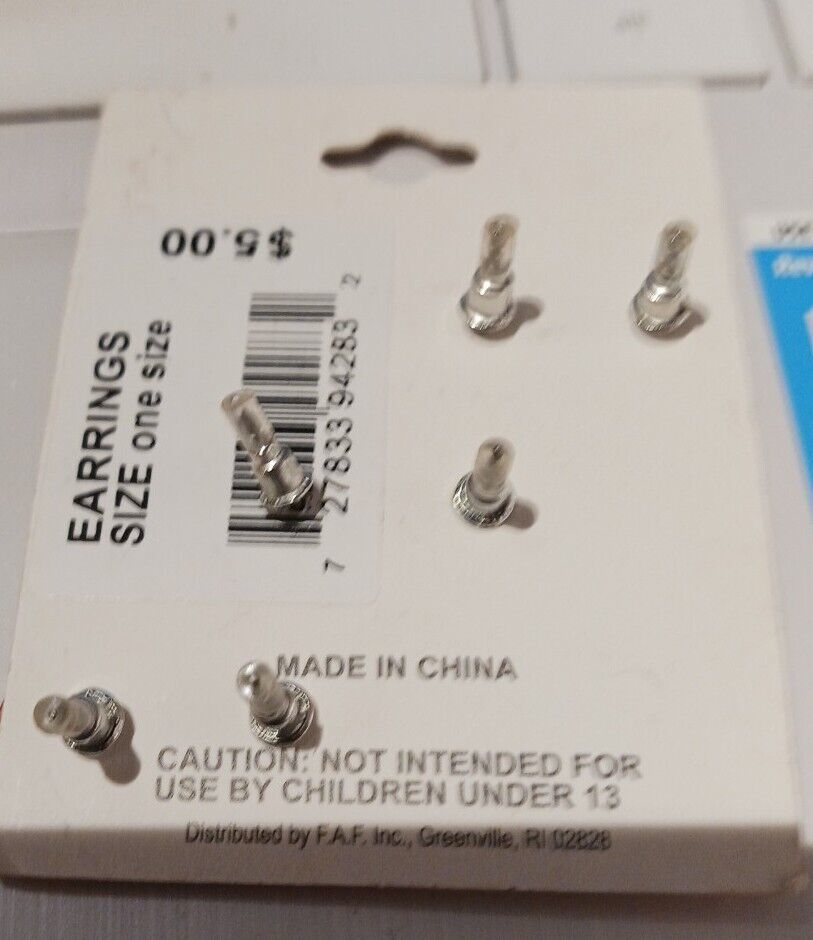 $5.00
EARRINGS
SIZE one size
7 27833 94283 2
MADE IN CHINA
CAUTION: NOT INTENDED FOR
USE BY CHILDREN UNDER 13
Distributed by F.A.F. Inc., Greenville, RI 02828